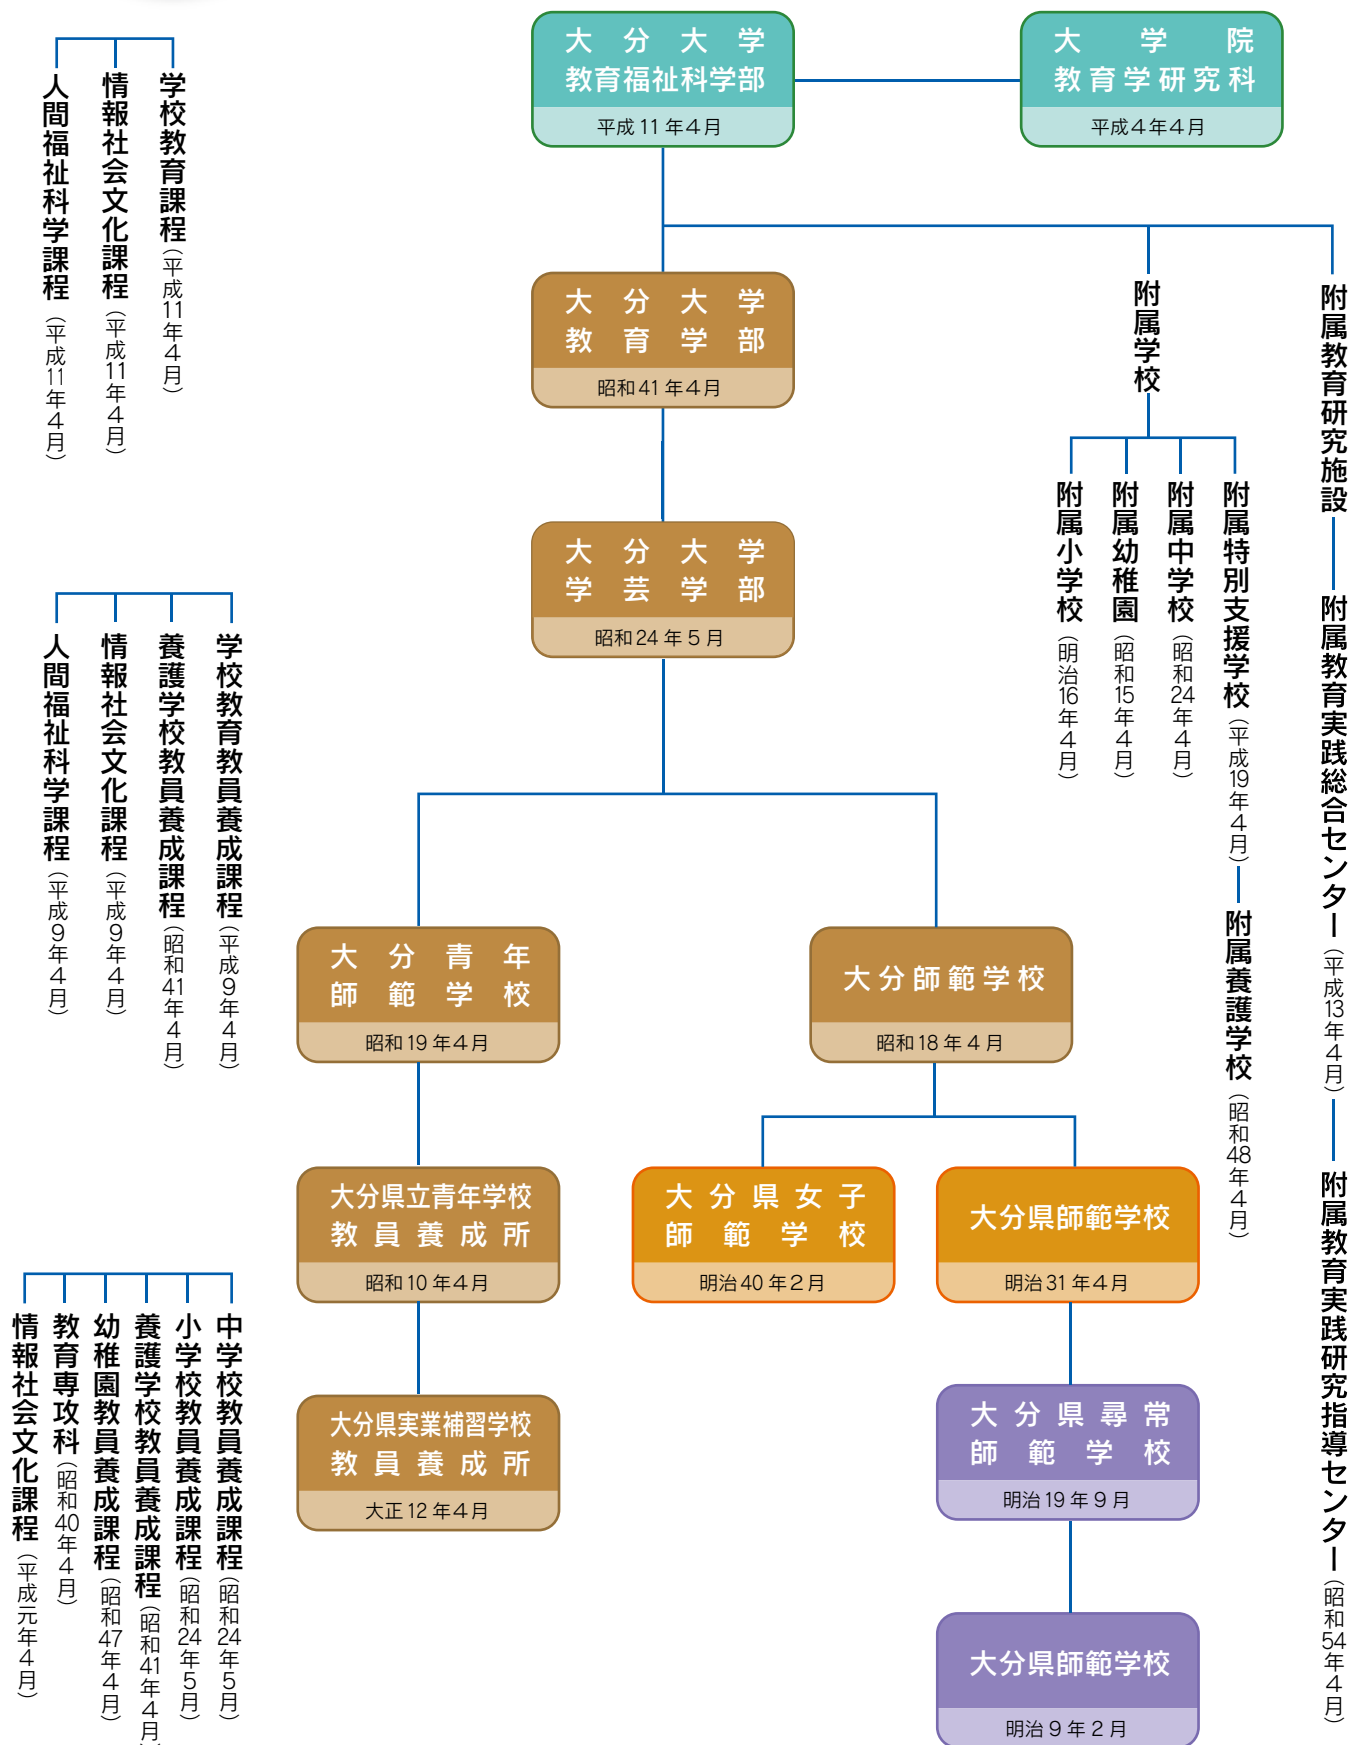 大分大学
教育福祉科学部
平成11年4月
大学院
教育学研究科
平成4年4月
学校教育課程（平成11年4月）
情報社会文化課程（平成11年4月）
人間福祉科学課程（平成11年4月）
大分大学
教育学部
昭和41年4月
附属学校
附属教育研究施設
大分大学
学芸学部
昭和24年5月
附属小学校（明治16年4月）
附属幼稚園（昭和15年4月）
附属中学校（昭和24年4月）
附属特別支援学校（平成19年4月）
附属養護学校（昭和48年4月）
附属教育実践総合センター（平成13年4月）
附属教育実践研究指導センター（昭和54年4月）
学校教育教員養成課程（平成9年4月）
養護学校教員養成課程（昭和41年4月）
情報社会文化課程（平成9年4月）
人間福祉科学課程（平成9年4月）
大分青年
師範学校
昭和19年4月
大分師範学校
昭和18年4月
大分県立青年学校
教員養成所
昭和10年4月
大分県女子
師範学校
明治40年2月
大分県師範学校
明治31年4月
中学校教員養成課程（昭和24年5月）
小学校教員養成課程（昭和24年5月）
養護学校教員養成課程（昭和41年4月
幼稚園教員養成課程（昭和47年4月）
教育専攻科（昭和40年4月）
情報社会文化課程（平成元年4月）
大分県実業補習学校
教員養成所
大正12年4月
大分県尋常
師範学校
明治19年9月
大分県師範学校
明治9年2月